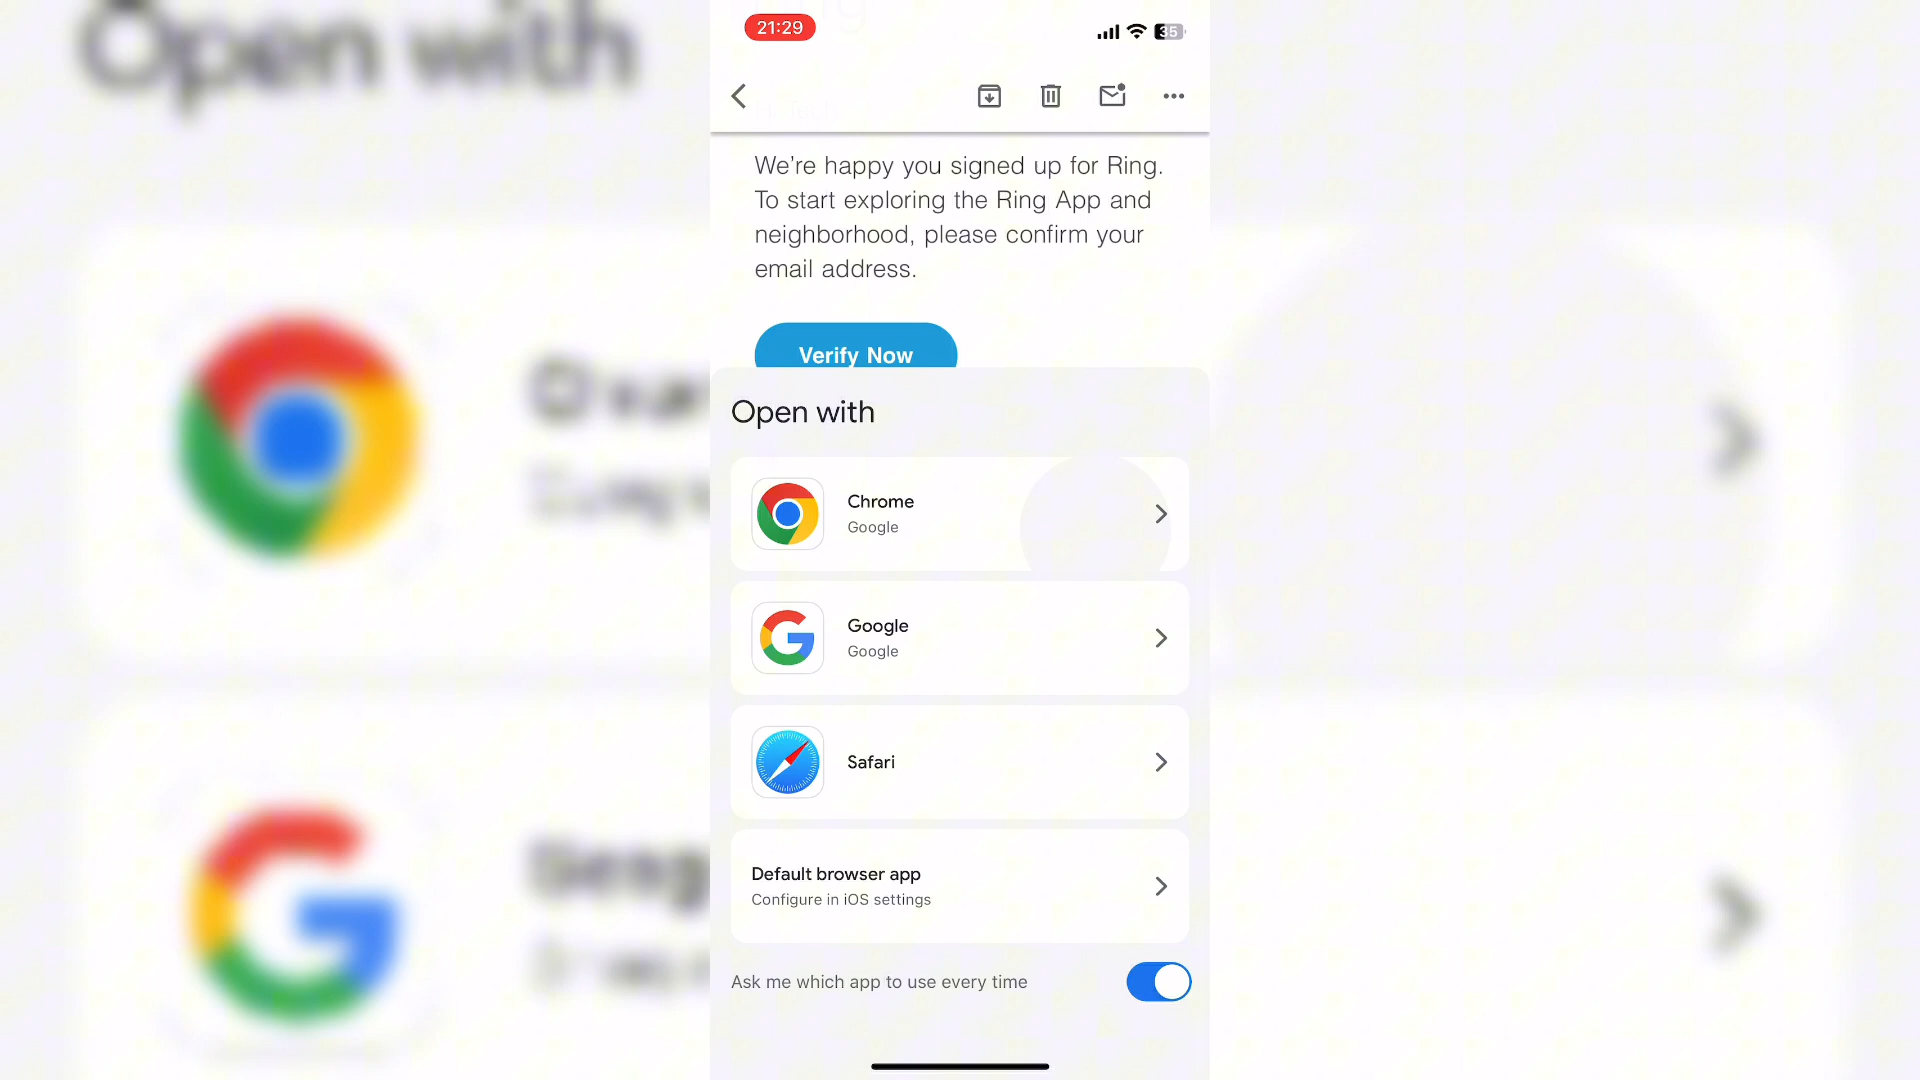 Open with
21:29
35
We're happy you signed up for Ring.
To start exploring the Ring App and
neighborhood, please confirm your
email address.
Verify Now
Open with
Chrome
Google
Google
Google
Safari
Default browser app
Configure in iOS settings
Ask me which app to use every time